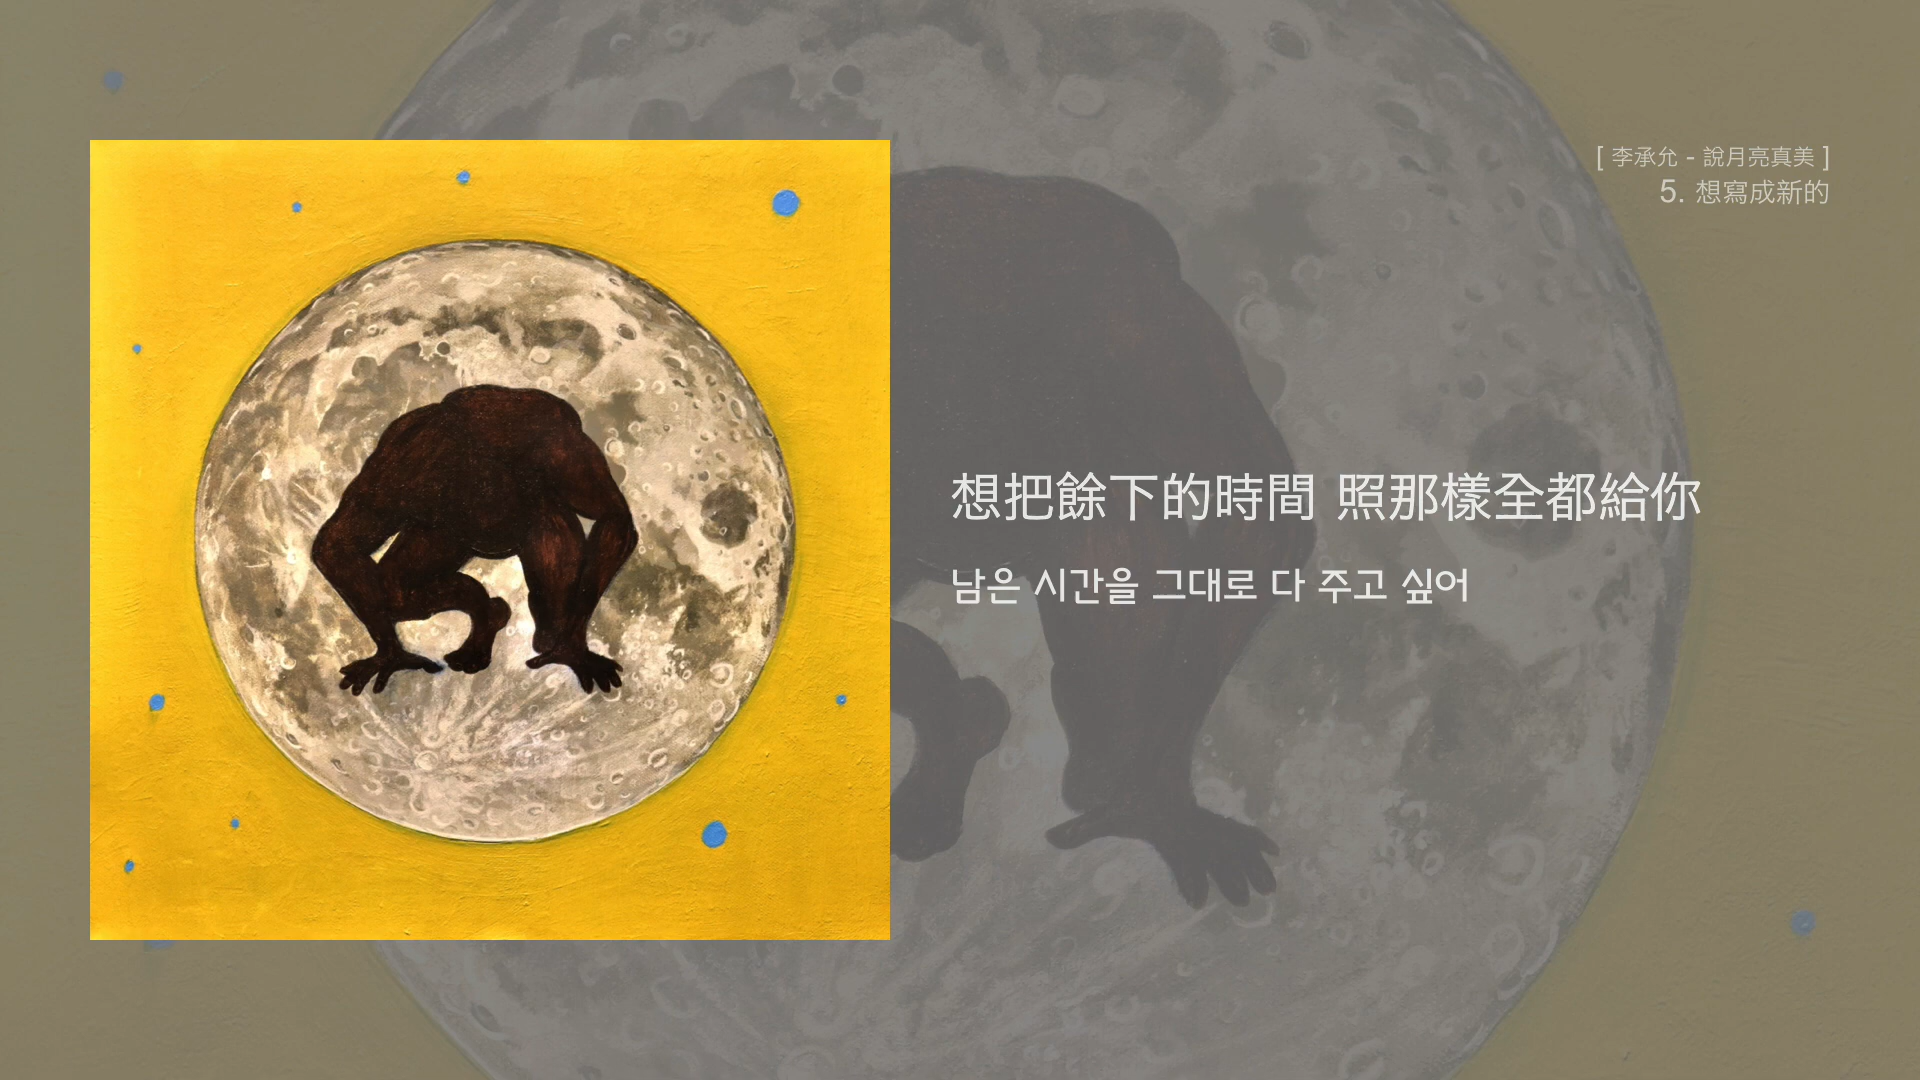 [ 李承允 - 說月亮真美 ]
5. 想寫成新的
想把餘下的時間 照那樣全都給你
남은 시간을 그대로 다 주고 싶어